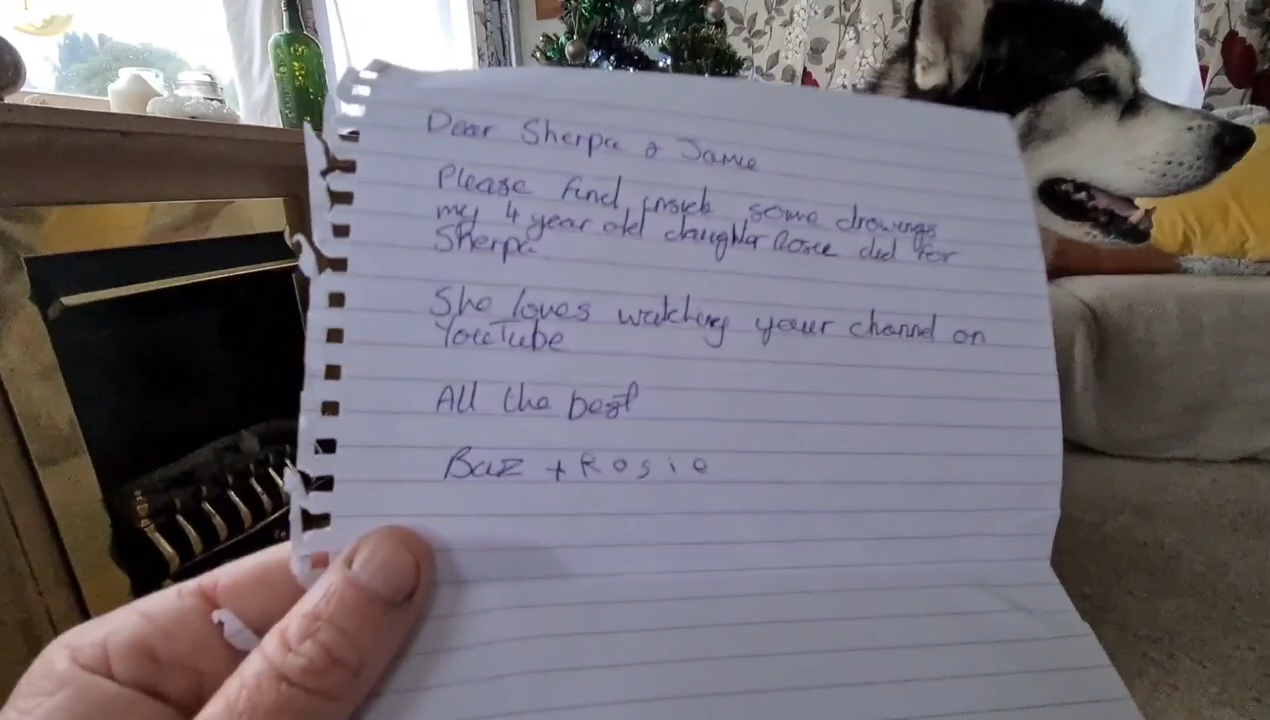 Dear Sherpa & Jamie
Please find inside some drawings
my 4 year old daughter Rosie did for
Sherpa
She loves watching your channel on
YouTube
All the best
Baz + Rosie